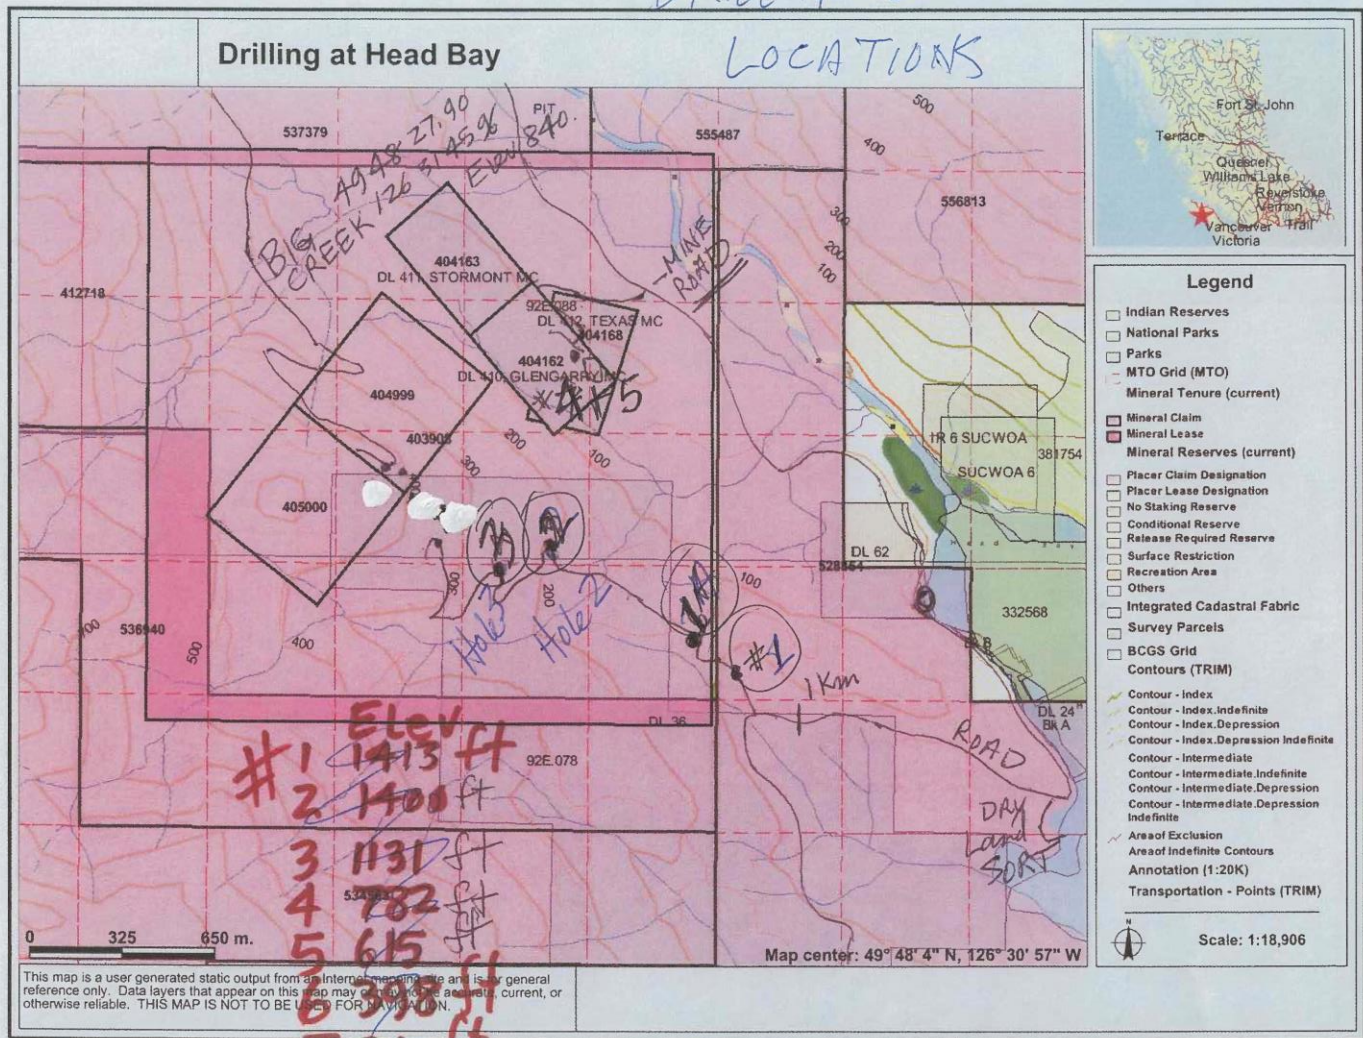 Drilling at Head Bay
LOCATIONS
537379
PIT
555487
500
400
49 48 27.90
126 31 45.96
Elev 840.
BIG
CREEK
MINE
ROAD
556813
300
200
100
412718
404163
DL 411, STORMONT MC
92E.088
DL 412, TEXAS MC
404168
404162
DL 410, GLENGARRY MC
404999
403908
200
100
300
405000
IR 6 SUCWOA
SUCWOA 6
381754
DL 62
528554
332568
3
2
Hole 3
Hole 2
300
200
1A
#1
100
1 Km
700
536940
500
400
DL 36
92E.078
DL 24
Blk A
ROAD
DRY
Land
SORT
Elev
#1 1413 ft
2 1400 ft
3 1131 ft
4 782 ft
5 615 ft
6 398 ft
0 325 650 m.
Map center: 49° 48' 4" N, 126° 30' 57" W
This map is a user generated static output from an Internet mapping site and is for general
reference only. Data layers that appear on this map may or may not be accurate, current, or
otherwise reliable. THIS MAP IS NOT TO BE USED FOR NAVIGATION.
Fort St. John
Terrace
Quesnel
Williams Lake
Revelstoke
Vernon
Vancouver
Trail
Victoria
Legend
Indian Reserves
National Parks
Parks
MTO Grid (MTO)
Mineral Tenure (current)
Mineral Claim
Mineral Lease
Mineral Reserves (current)
Placer Claim Designation
Placer Lease Designation
No Staking Reserve
Conditional Reserve
Release Required Reserve
Surface Restriction
Recreation Area
Others
Integrated Cadastral Fabric
Survey Parcels
BCGS Grid
Contours (TRIM)
Contour - Index
Contour - Index.Indefinite
Contour - Index.Depression
Contour - Index.Depression Indefinite
Contour - Intermediate
Contour - Intermediate.Indefinite
Contour - Intermediate.Depression
Contour - Intermediate.Depression
Indefinite
Area of Exclusion
Area of Indefinite Contours
Annotation (1:20K)
Transportation - Points (TRIM)
N
Scale: 1:18,906